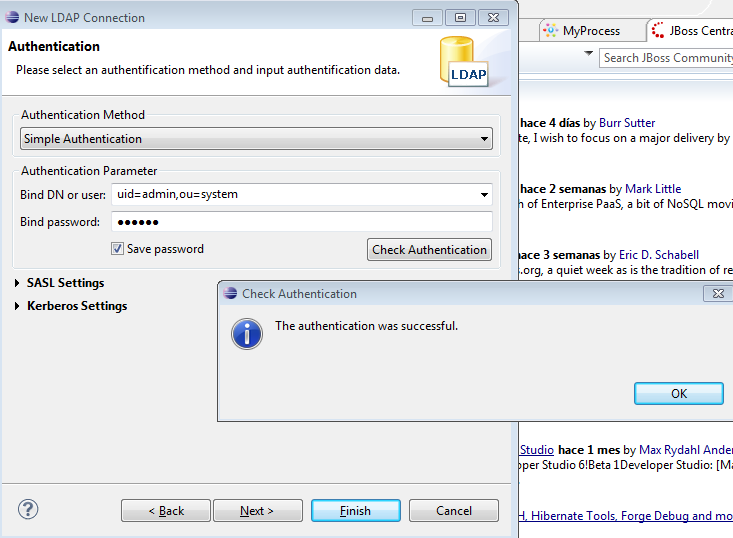 New LDAP Connection
Authentication
Please select an authentification method and input authentification data.
LDAP
Authentication Method
Simple Authentication
Authentication Parameter
Bind DN or user: uid=admin,ou=system
Bind password: ●●●●●●
Save password
Check Authentication
SASL Settings
Kerberos Settings
Check Authentication
The authentication was successful.
OK
< Back
Next >
Finish
Cancel
MyProcess
JBoss Centra
Search JBoss Community
hace 4 días by Burr Sutter
te, I wish to focus on a major delivery by
hace 2 semanas by Mark Little
n of Enterprise PaaS, a bit of NoSQL movi
hace 3 semanas by Eric D. Schabell
s.org, a quiet week as is the tradition of re
Studio hace 1 mes by Max Rydahl Ander
oper Studio 6!Beta 1Developer Studio: [Ma
H, Hibernate Tools, Forge Debug and mo